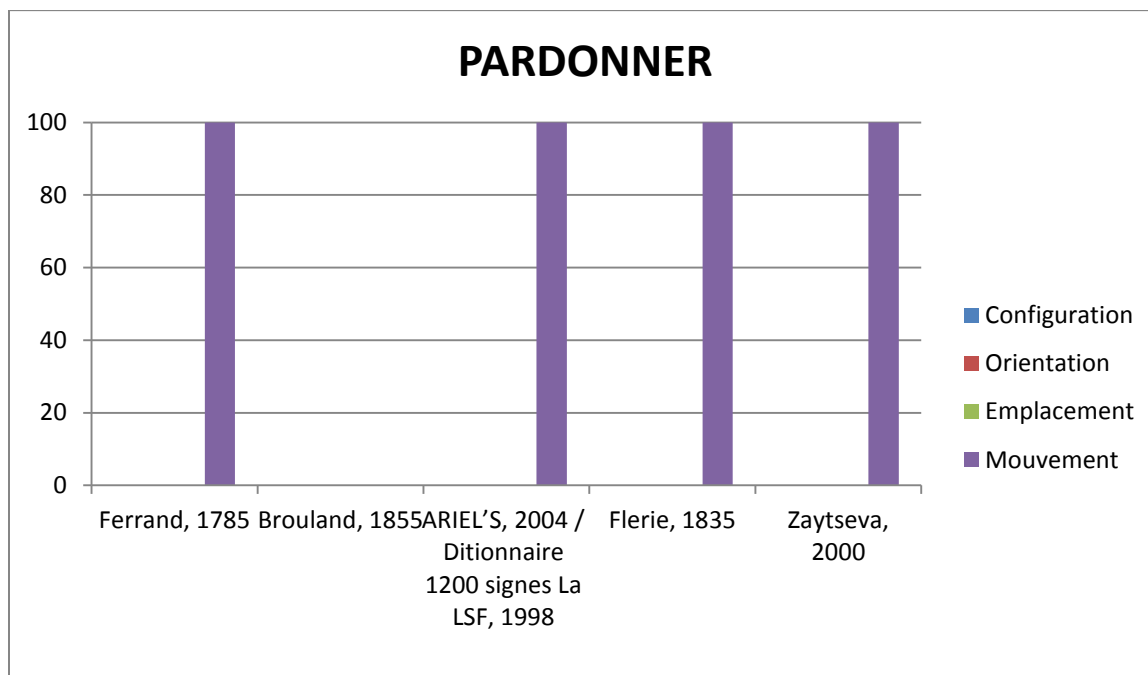 PARDONNER
100
80
60
40
20
0
Ferrand, 1785
Brouland, 1855
ARIEL’S, 2004 /
Ditionnaire
1200 signes La
LSF, 1998
Flerie, 1835
Zaytseva,
2000
Configuration
Orientation
Emplacement
Mouvement